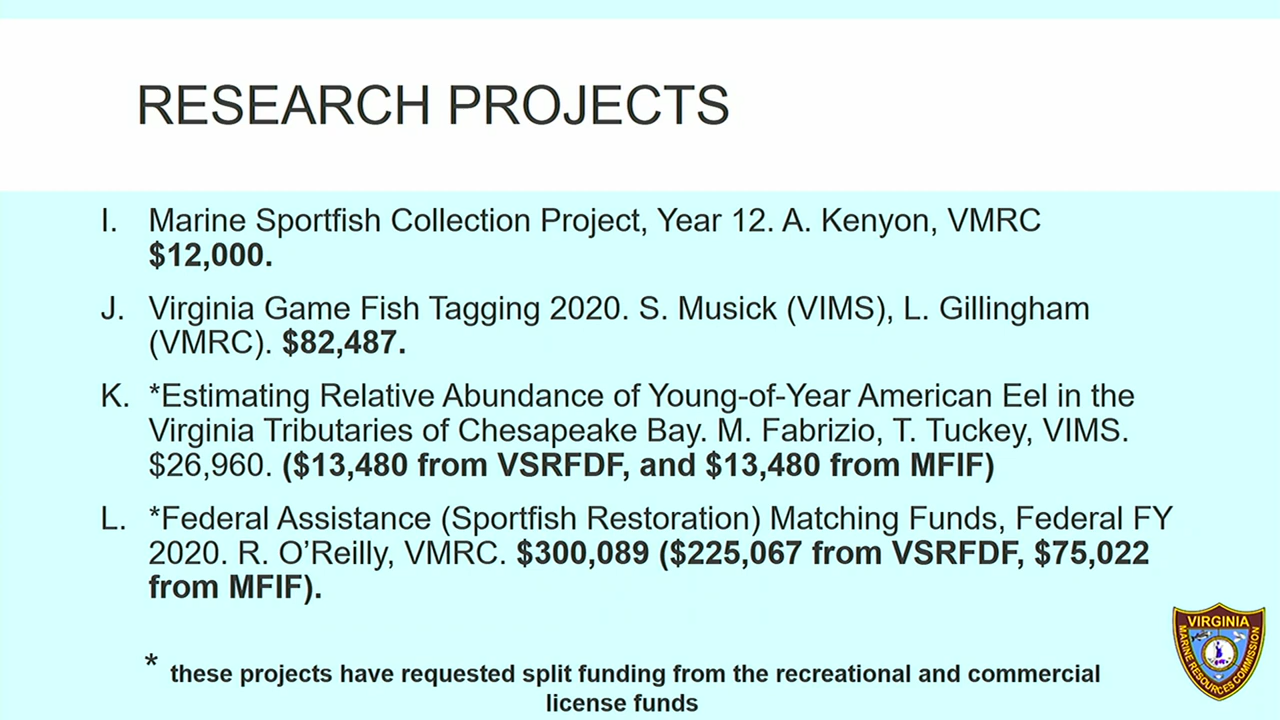 RESEARCH PROJECTS
I. Marine Sportfish Collection Project, Year 12. A. Kenyon, VMRC
$12,000.
J. Virginia Game Fish Tagging 2020. S. Musick (VIMS), L. Gillingham
(VMRC). $82,487.
K. *Estimating Relative Abundance of Young-of-Year American Eel in the
Virginia Tributaries of Chesapeake Bay. M. Fabrizio, T. Tuckey, VIMS.
$26,960. ($13,480 from VSRFDF, and $13,480 from MFIF)
L. *Federal Assistance (Sportfish Restoration) Matching Funds, Federal FY
2020. R. O’Reilly, VMRC. $300,089 ($225,067 from VSRFDF, $75,022
from MFIF).
* these projects have requested split funding from the recreational and commercial
license funds
VIRGINIA
MARINE RESOURCES COMMISSION